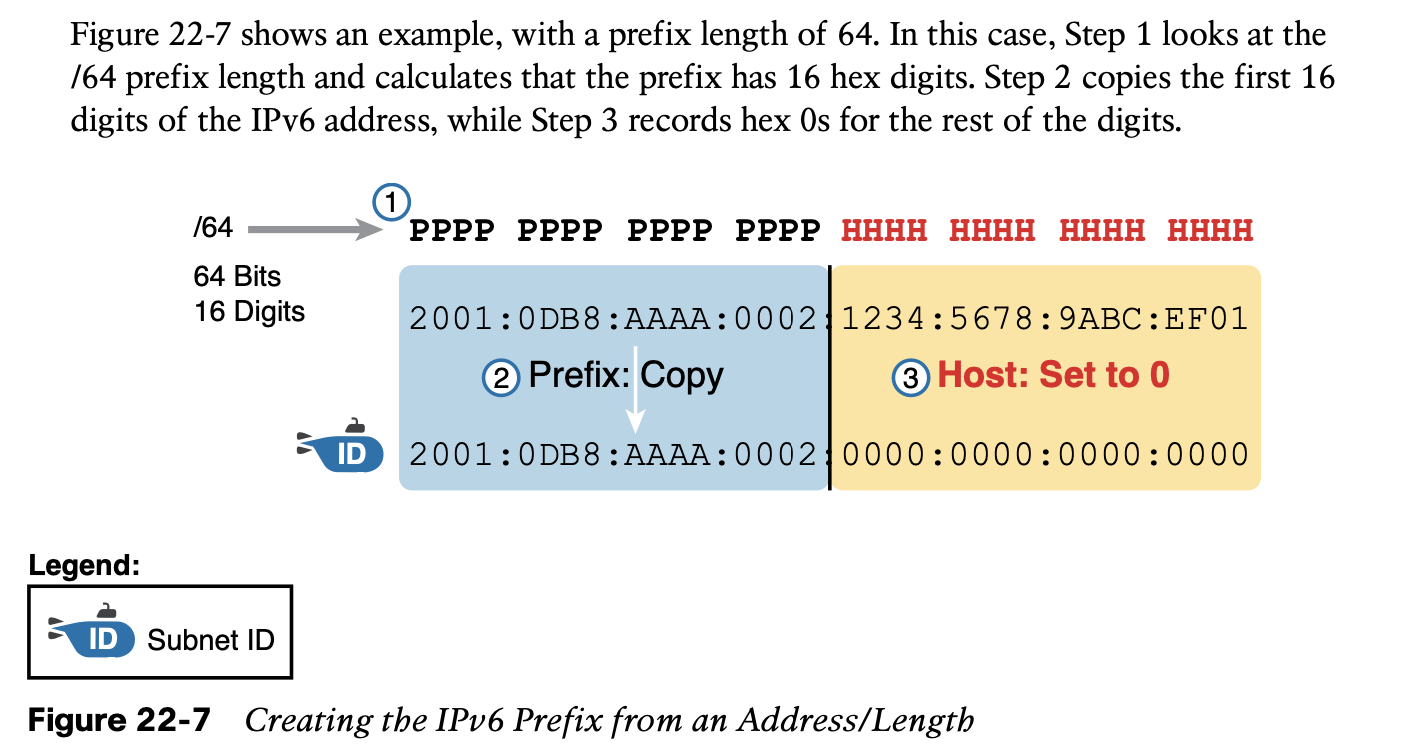 Figure 22-7 shows an example, with a prefix length of 64. In this case, Step 1 looks at the
/64 prefix length and calculates that the prefix has 16 hex digits. Step 2 copies the first 16
digits of the IPv6 address, while Step 3 records hex 0s for the rest of the digits.
1
/64 PPPP PPPP PPPP PPPP HHHH HHHH HHHH HHHH
64 Bits
16 Digits
2001:0DB8:AAAA:0002:1234:5678:9ABC:EF01
2 Prefix: Copy 3 Host: Set to 0
ID 2001:0DB8:AAAA:0002:0000:0000:0000:0000
Legend:
ID Subnet ID
Figure 22-7 Creating the IPv6 Prefix from an Address/Length